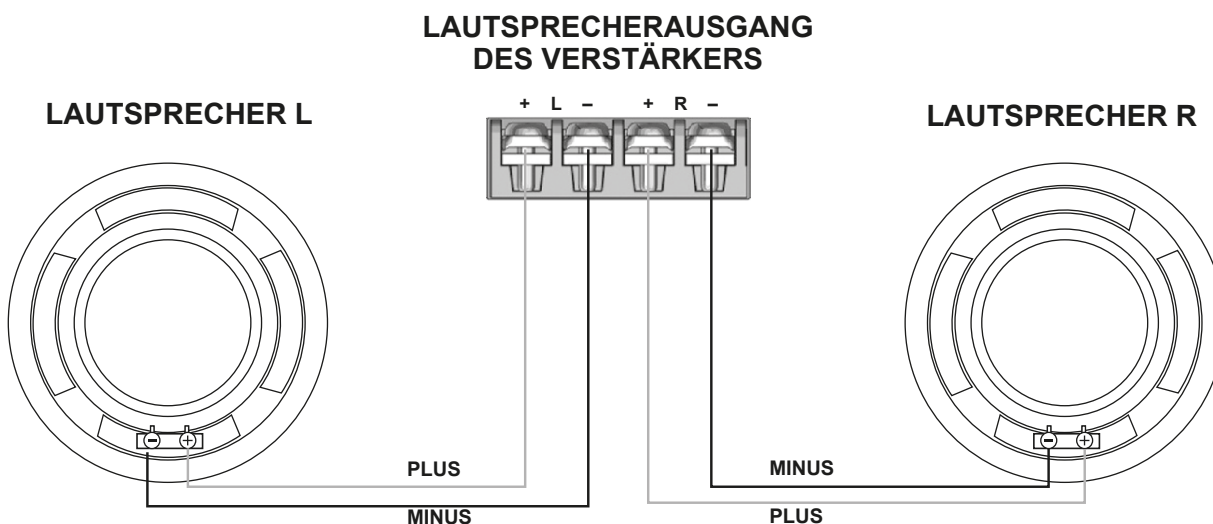 LAUTSPRECHERAUSGANG
DES VERSTÄRKERS
LAUTSPRECHER L
+ L – + R –
LAUTSPRECHER R
– +
– +
PLUS
MINUS
MINUS
PLUS